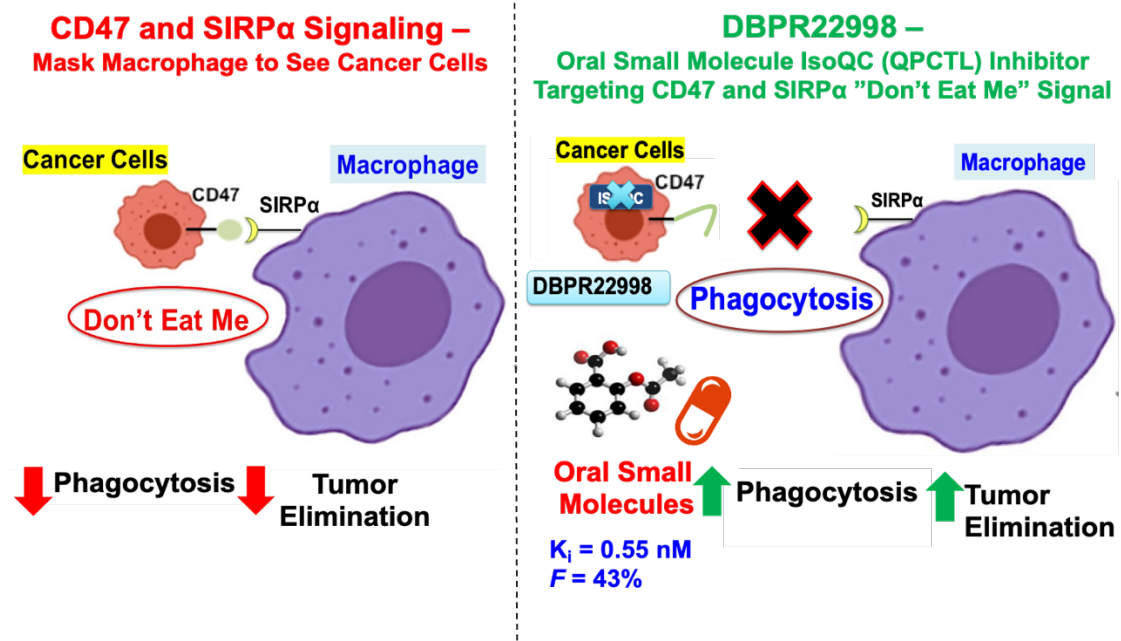 CD47 and SIRPα Signaling –
Mask Macrophage to See Cancer Cells
Cancer Cells
Macrophage
CD47
SIRPα
Don’t Eat Me
Phagocytosis
Tumor
Elimination
DBPR22998 –
Oral Small Molecule IsoQC (QPCTL) Inhibitor
Targeting CD47 and SIRPα ”Don’t Eat Me” Signal
Cancer Cells
Macrophage
CD47
SIRPα
DBPR22998
Phagocytosis
Oral Small
Molecules
Phagocytosis
Tumor
Elimination
Ki = 0.55 nM
F = 43%